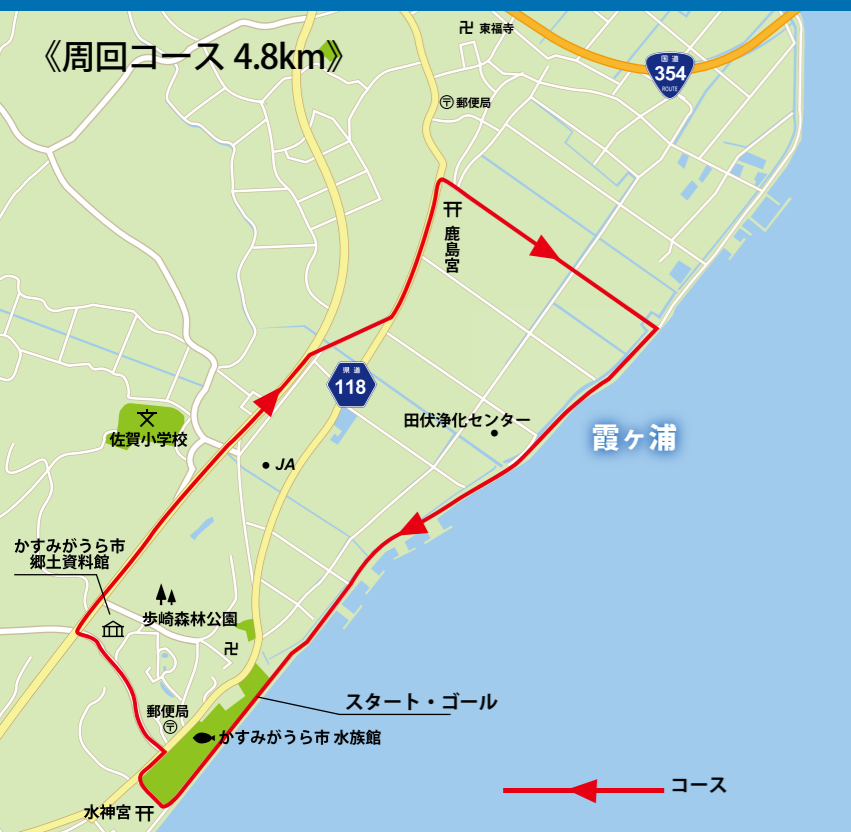 《周回コース 4.8km》
卍 東福寺
国道
354
ROUTE
〒郵便局
鹿島宮
県道
118
田伏浄化センター
霞ヶ浦
文
佐賀小学校
JA
かすみがうら市
郷土資料館
歩崎森林公園
卍
スタート・ゴール
郵便局
〒
かすみがうら市 水族館
コース
水神宮